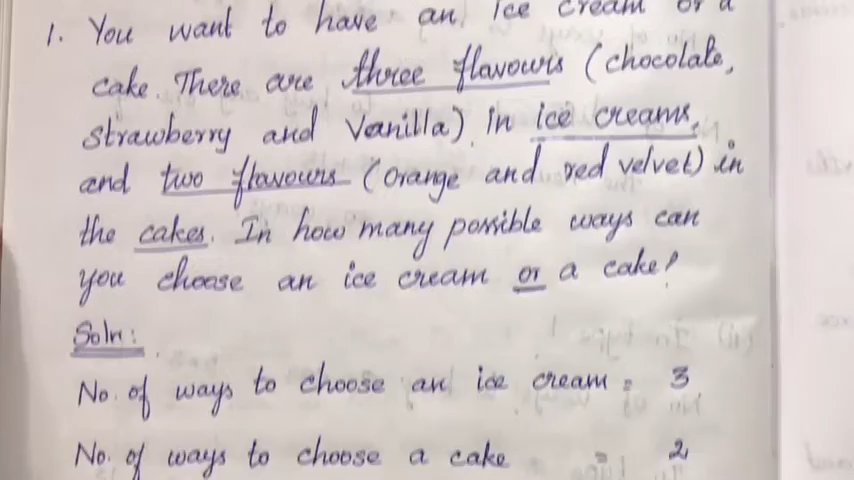 1. You want to have an ice cream or a
cake. There are three flavours (chocolate,
strawberry and Vanilla) in ice creams,
and two flavours (orange and red velvet) in
the cakes. In how many possible ways can
you choose an ice cream or a cake?
Soln:
No. of ways to choose an ice cream = 3
No. of ways to choose a cake = 2